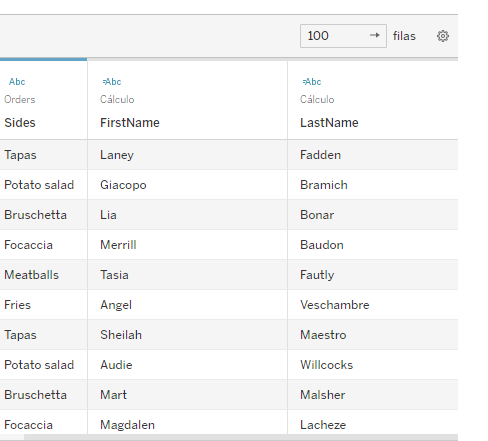 100 → filas
Abc =Abc =Abc
Orders Cálculo Cálculo
Sides FirstName LastName
Tapas Laney Fadden
Potato salad Giacopo Bramich
Bruschetta Lia Bonar
Focaccia Merrill Baudon
Meatballs Tasia Fautly
Fries Angel Veschambre
Tapas Sheilah Maestro
Potato salad Audie Willcocks
Bruschetta Mart Malsher
Focaccia Magdalen Lacheze